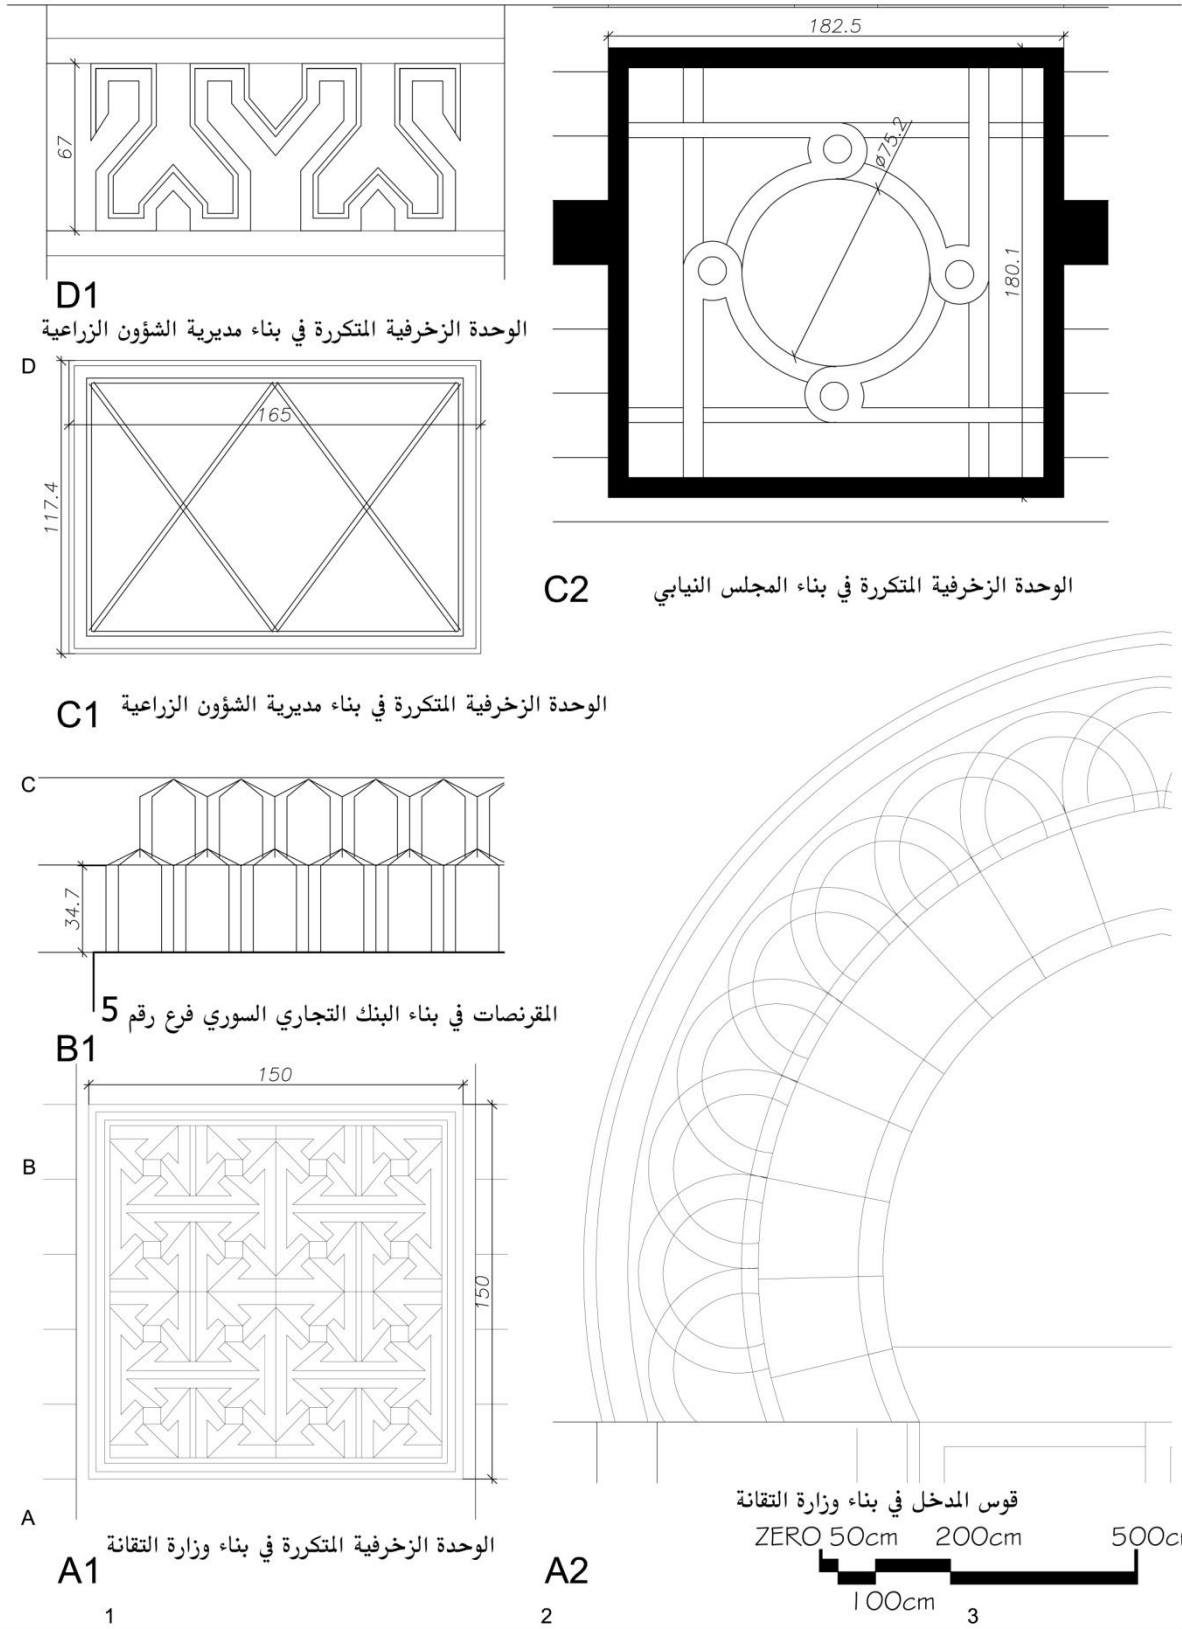 182.5
67
ø75.2
180.1
D1
الوحدة الزخرفية المتكررة في بناء مديرية الشؤون الزراعية
D
165
117.4
C2
الوحدة الزخرفية المتكررة في بناء المجلس النيابي
C1
الوحدة الزخرفية المتكررة في بناء مديرية الشؤون الزراعية
C
34.7
المقرنصات في بناء البنك التجاري السوري فرع رقم 5
B1
150
B
150
قوس المدخل في بناء وزارة التقانة
A
الوحدة الزخرفية المتكررة في بناء وزارة التقانة
ZERO 50cm 200cm 500c
A1
A2
100cm
1
2
3